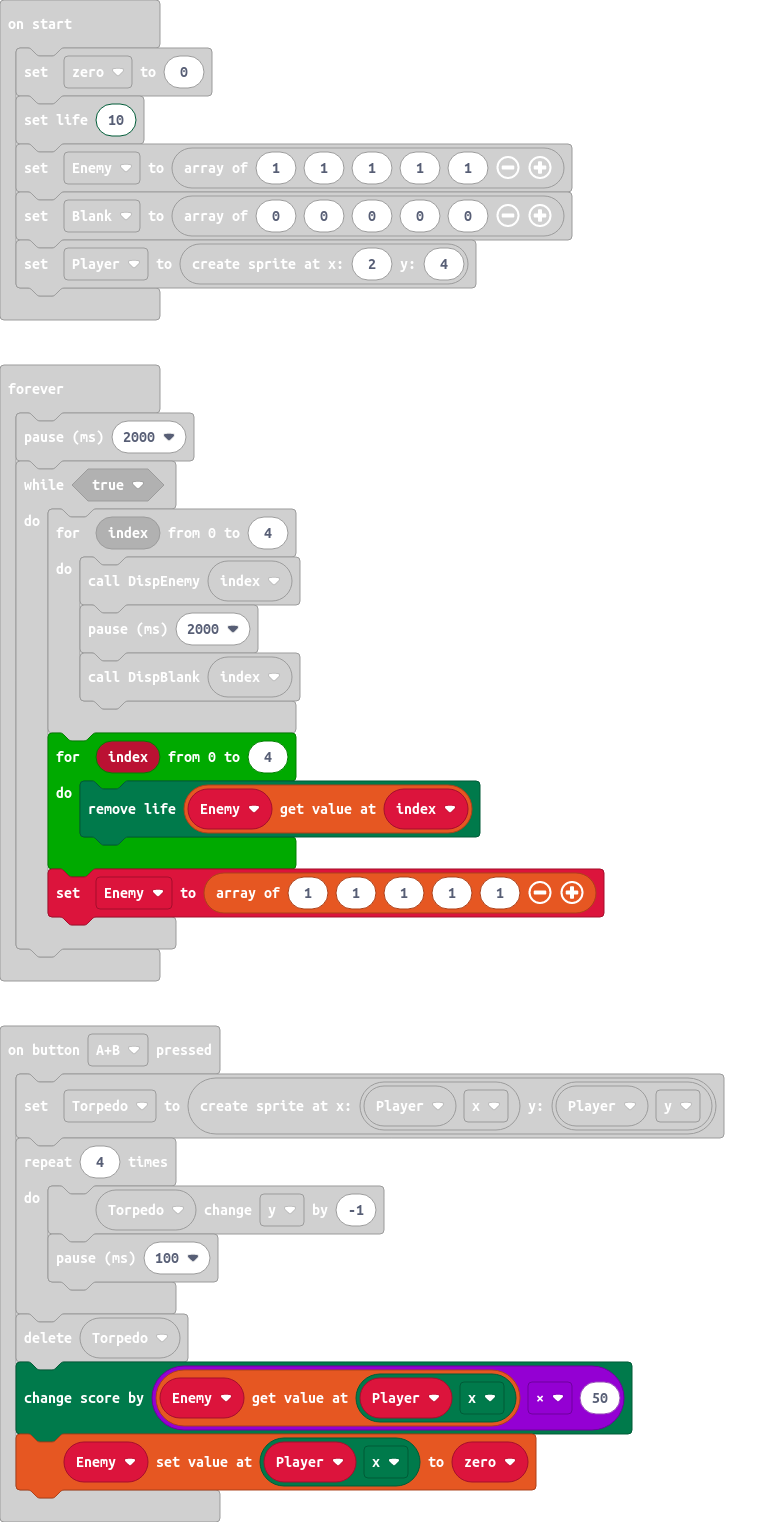 on start
set zero to 0
set life 10
set Enemy to array of 1 1 1 1 1
set Blank to array of 0 0 0 0 0
set Player to create sprite at x: 2 y: 4
forever
pause (ms) 2000
while true
do
for index from 0 to 4
do
call DispEnemy index
pause (ms) 2000
call DispBlank index
for index from 0 to 4
do
remove life Enemy get value at index
set Enemy to array of 1 1 1 1 1
on button A+B pressed
set Torpedo to create sprite at x: Player x y: Player y
repeat 4 times
do
Torpedo change y by -1
pause (ms) 100
delete Torpedo
change score by Enemy get value at Player x × 50
Enemy set value at Player x to zero